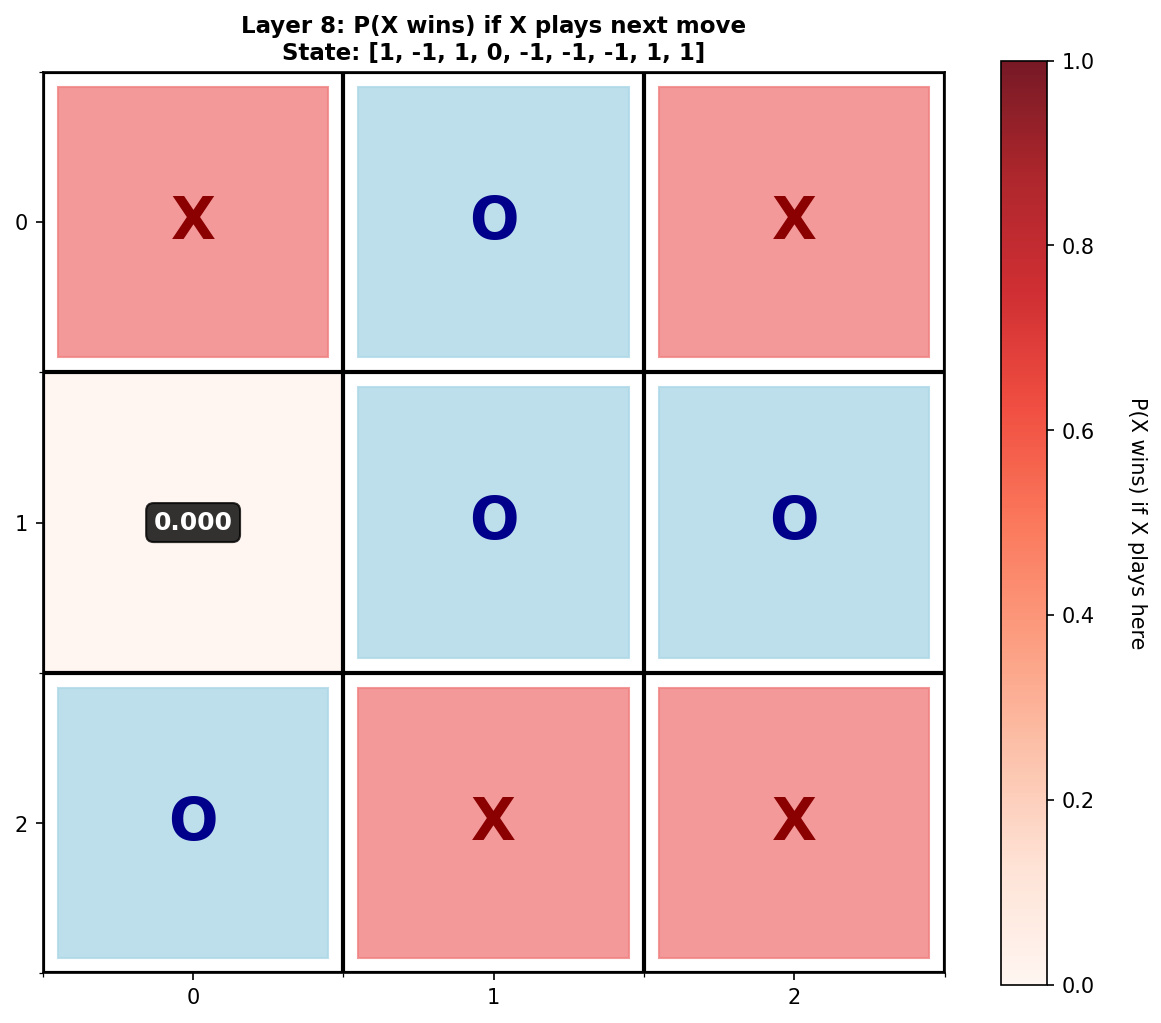 Layer 8: P(X wins) if X plays next move
State: [1, -1, 1, 0, -1, -1, -1, 1, 1]
X O X
0.000 O O
O X X
0
1
2
0 1 2
1.0
0.8
0.6
0.4
0.2
0.0
P(X wins) if X plays here